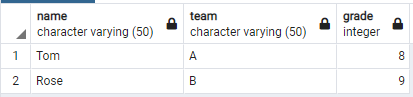 name team grade
character varying (50) character varying (50) integer
1 Tom A 8
2 Rose B 9